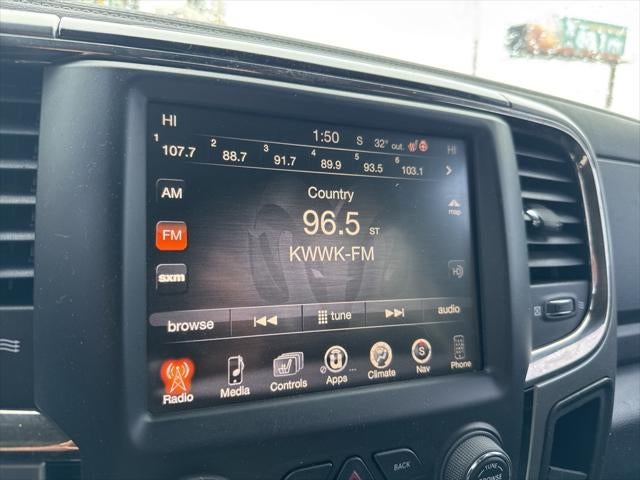 HI 1:50 S 32° out. HI
1 107.7 2 88.7 3 91.7 4 89.9 5 93.5 6 103.1
AM
FM
sxm
Country
96.5 ST
KWWK-FM
map
browse tune audio
Radio Media Controls Apps ... Climate Nav Phone
S
BACK
TUNE
BROWSE